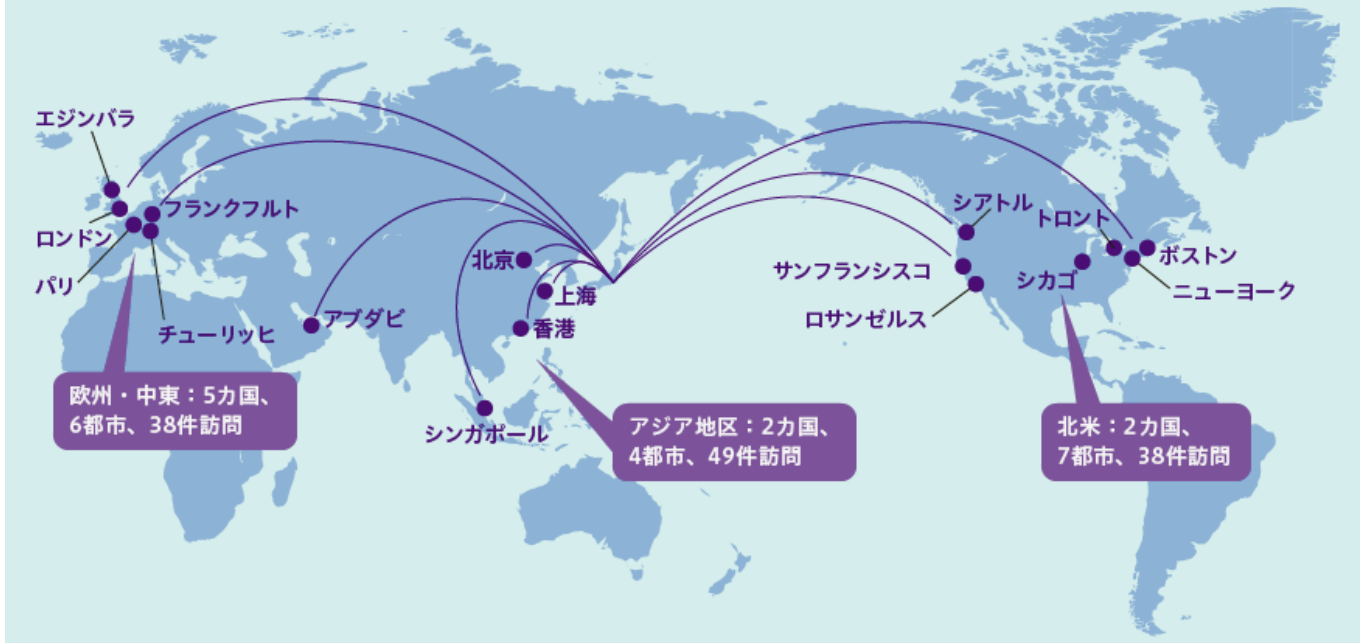 エジンバラ
ロンドン
パリ
フランクフルト
チューリッヒ
アブダビ
北京
上海
香港
シンガポール
シアトル
サンフランシスコ
ロサンゼルス
トロント
シカゴ
ボストン
ニューヨーク
欧州・中東:5カ国、
6都市、38件訪問
アジア地区:2カ国、
4都市、49件訪問
北米:2カ国、
7都市、38件訪問